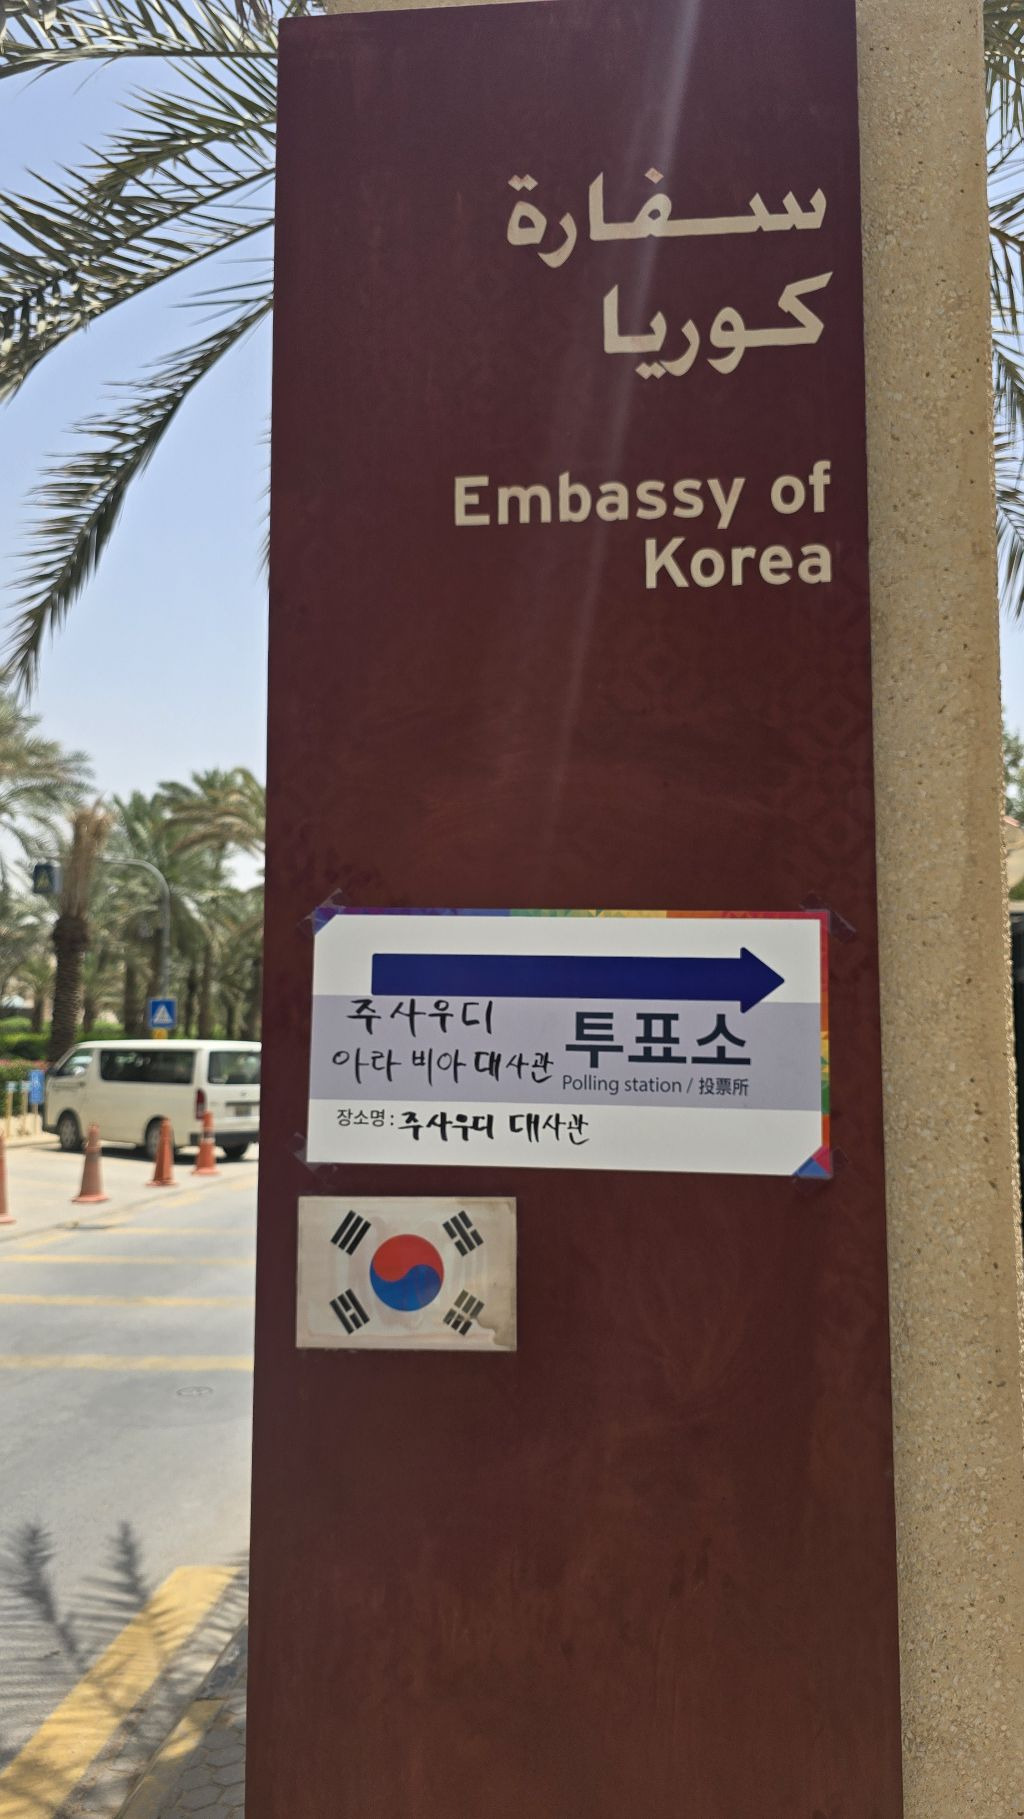 سفارة
كوريا
Embassy of
Korea
주사우디
아라비아대사관
투표소
Polling station / 投票所
장소명 : 주사우디 대사관